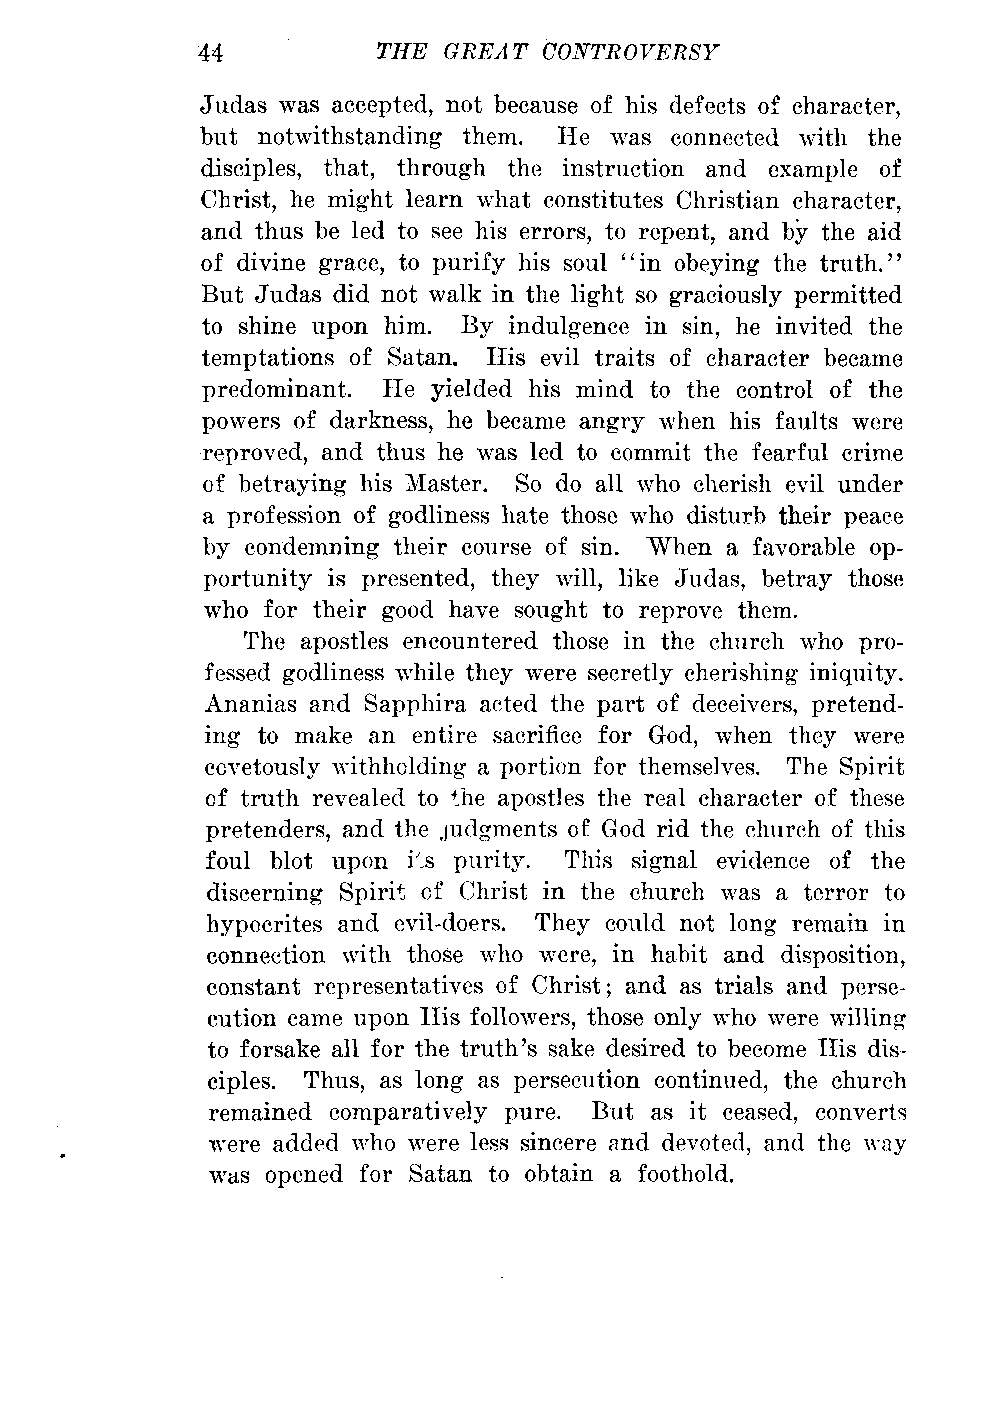 44 THE GREAT CONTROVERSY
Judas was accepted, not because of his defects of character,
but notwithstanding them. He was connected with the
disciples, that, through the instruction and example of
Christ, he might learn what constitutes Christian character,
and thus be led to see his errors, to repent, and by the aid
of divine grace, to purify his soul "in obeying the truth."
But Judas did not walk in the light so graciously permitted
to shine upon him. By indulgence in sin, he invited the
temptations of Satan. His evil traits of character became
predominant. He yielded his mind to the control of the
powers of darkness, he became angry when his faults were
reproved, and thus he was led to commit the fearful crime
of betraying his Master. So do all who cherish evil under
a profession of godliness hate those who disturb their peace
by condemning their course of sin. When a favorable op-
portunity is presented, they will, like Judas, betray those
who for their good have sought to reprove them.
The apostles encountered those in the church who pro-
fessed godliness while they were secretly cherishing iniquity.
Ananias and Sapphira acted the part of deceivers, pretend-
ing to make an entire sacrifice for God, when they were
covetously withholding a portion for themselves. The Spirit
of truth revealed to the apostles the real character of these
pretenders, and the judgments of God rid the church of this
foul blot upon its purity. This signal evidence of the
discerning Spirit of Christ in the church was a terror to
hypocrites and evil-doers. They could not long remain in
connection with those who were, in habit and disposition,
constant representatives of Christ; and as trials and perse-
cution came upon His followers, those only who were willing
to forsake all for the truth's sake desired to become His dis-
ciples. Thus, as long as persecution continued, the church
remained comparatively pure. But as it ceased, converts
were added who were less sincere and devoted, and the way
was opened for Satan to obtain a foothold.